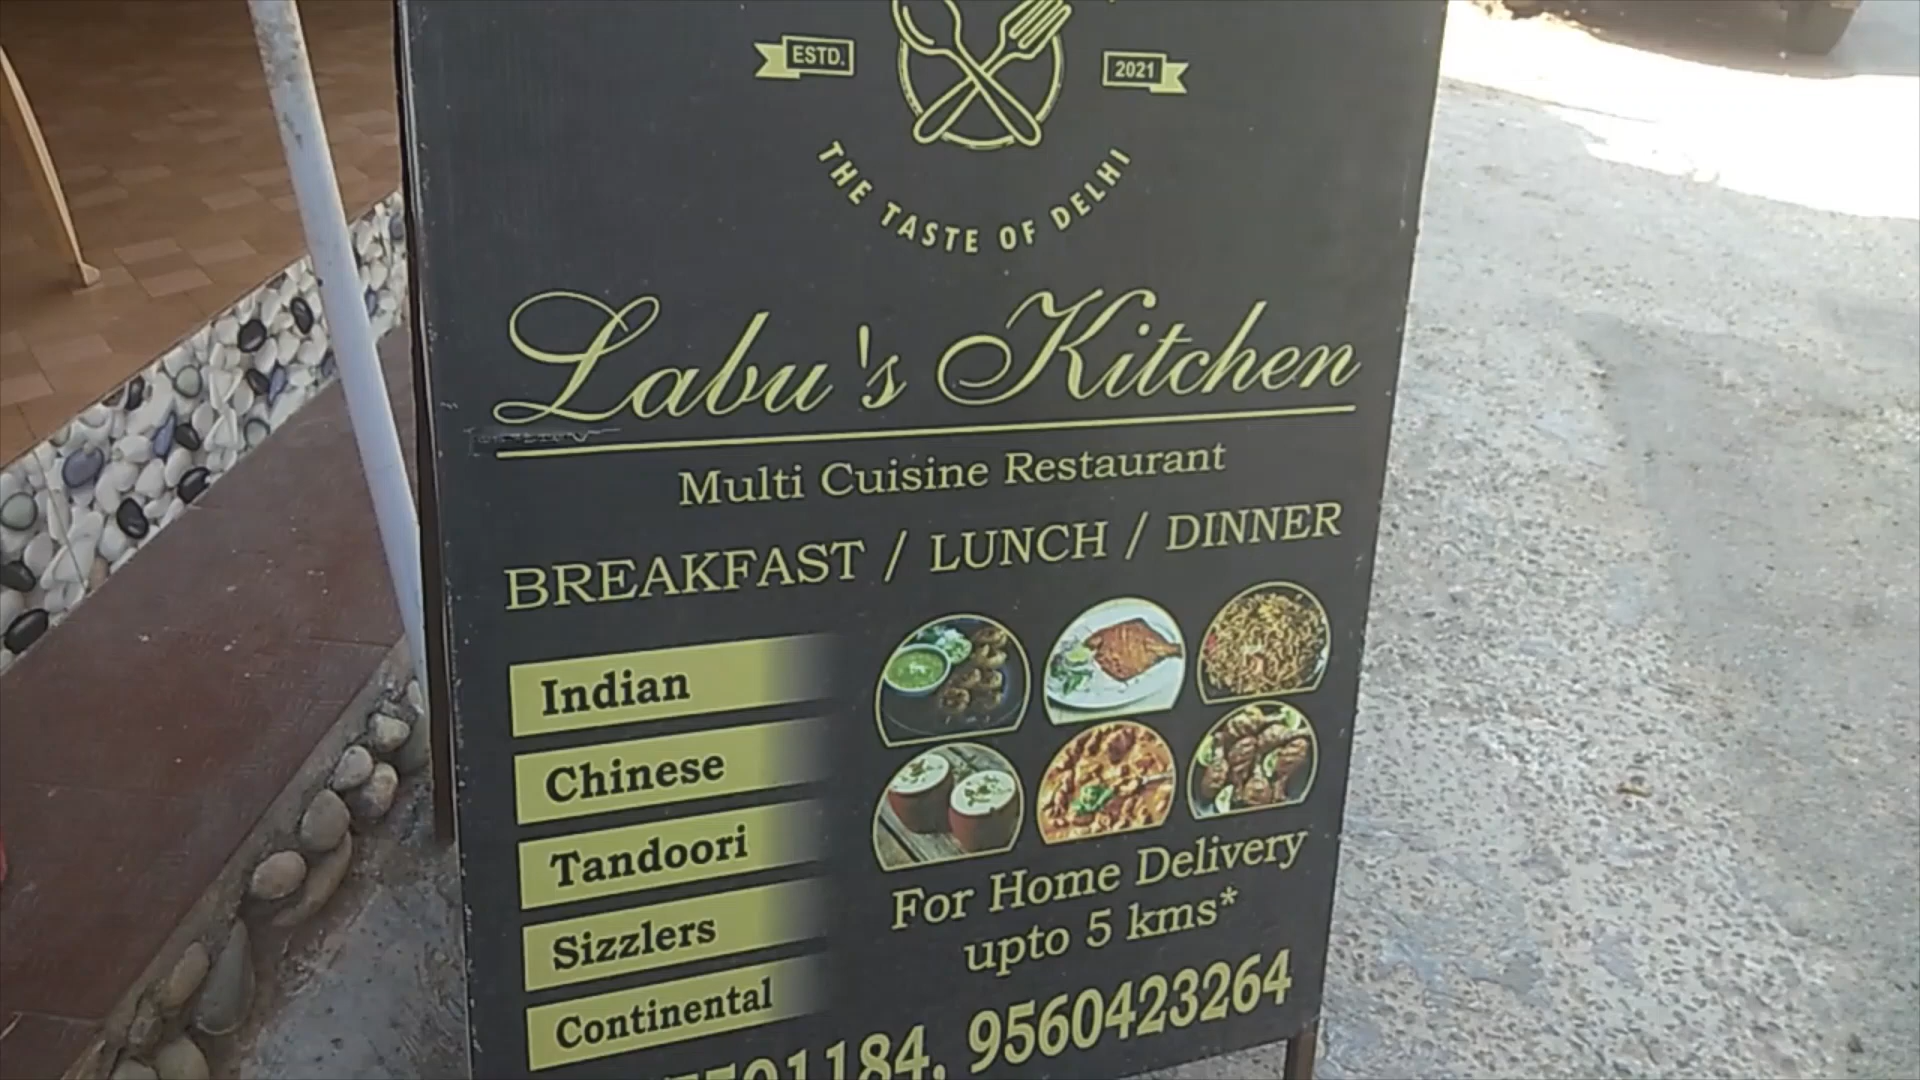 ESTD. 2021
THE TASTE OF DELHI
Labu's Kitchen
Multi Cuisine Restaurant
BREAKFAST / LUNCH / DINNER
Indian
Chinese
Tandoori
Sizzlers
Continental
For Home Delivery
upto 5 kms*
9560423264